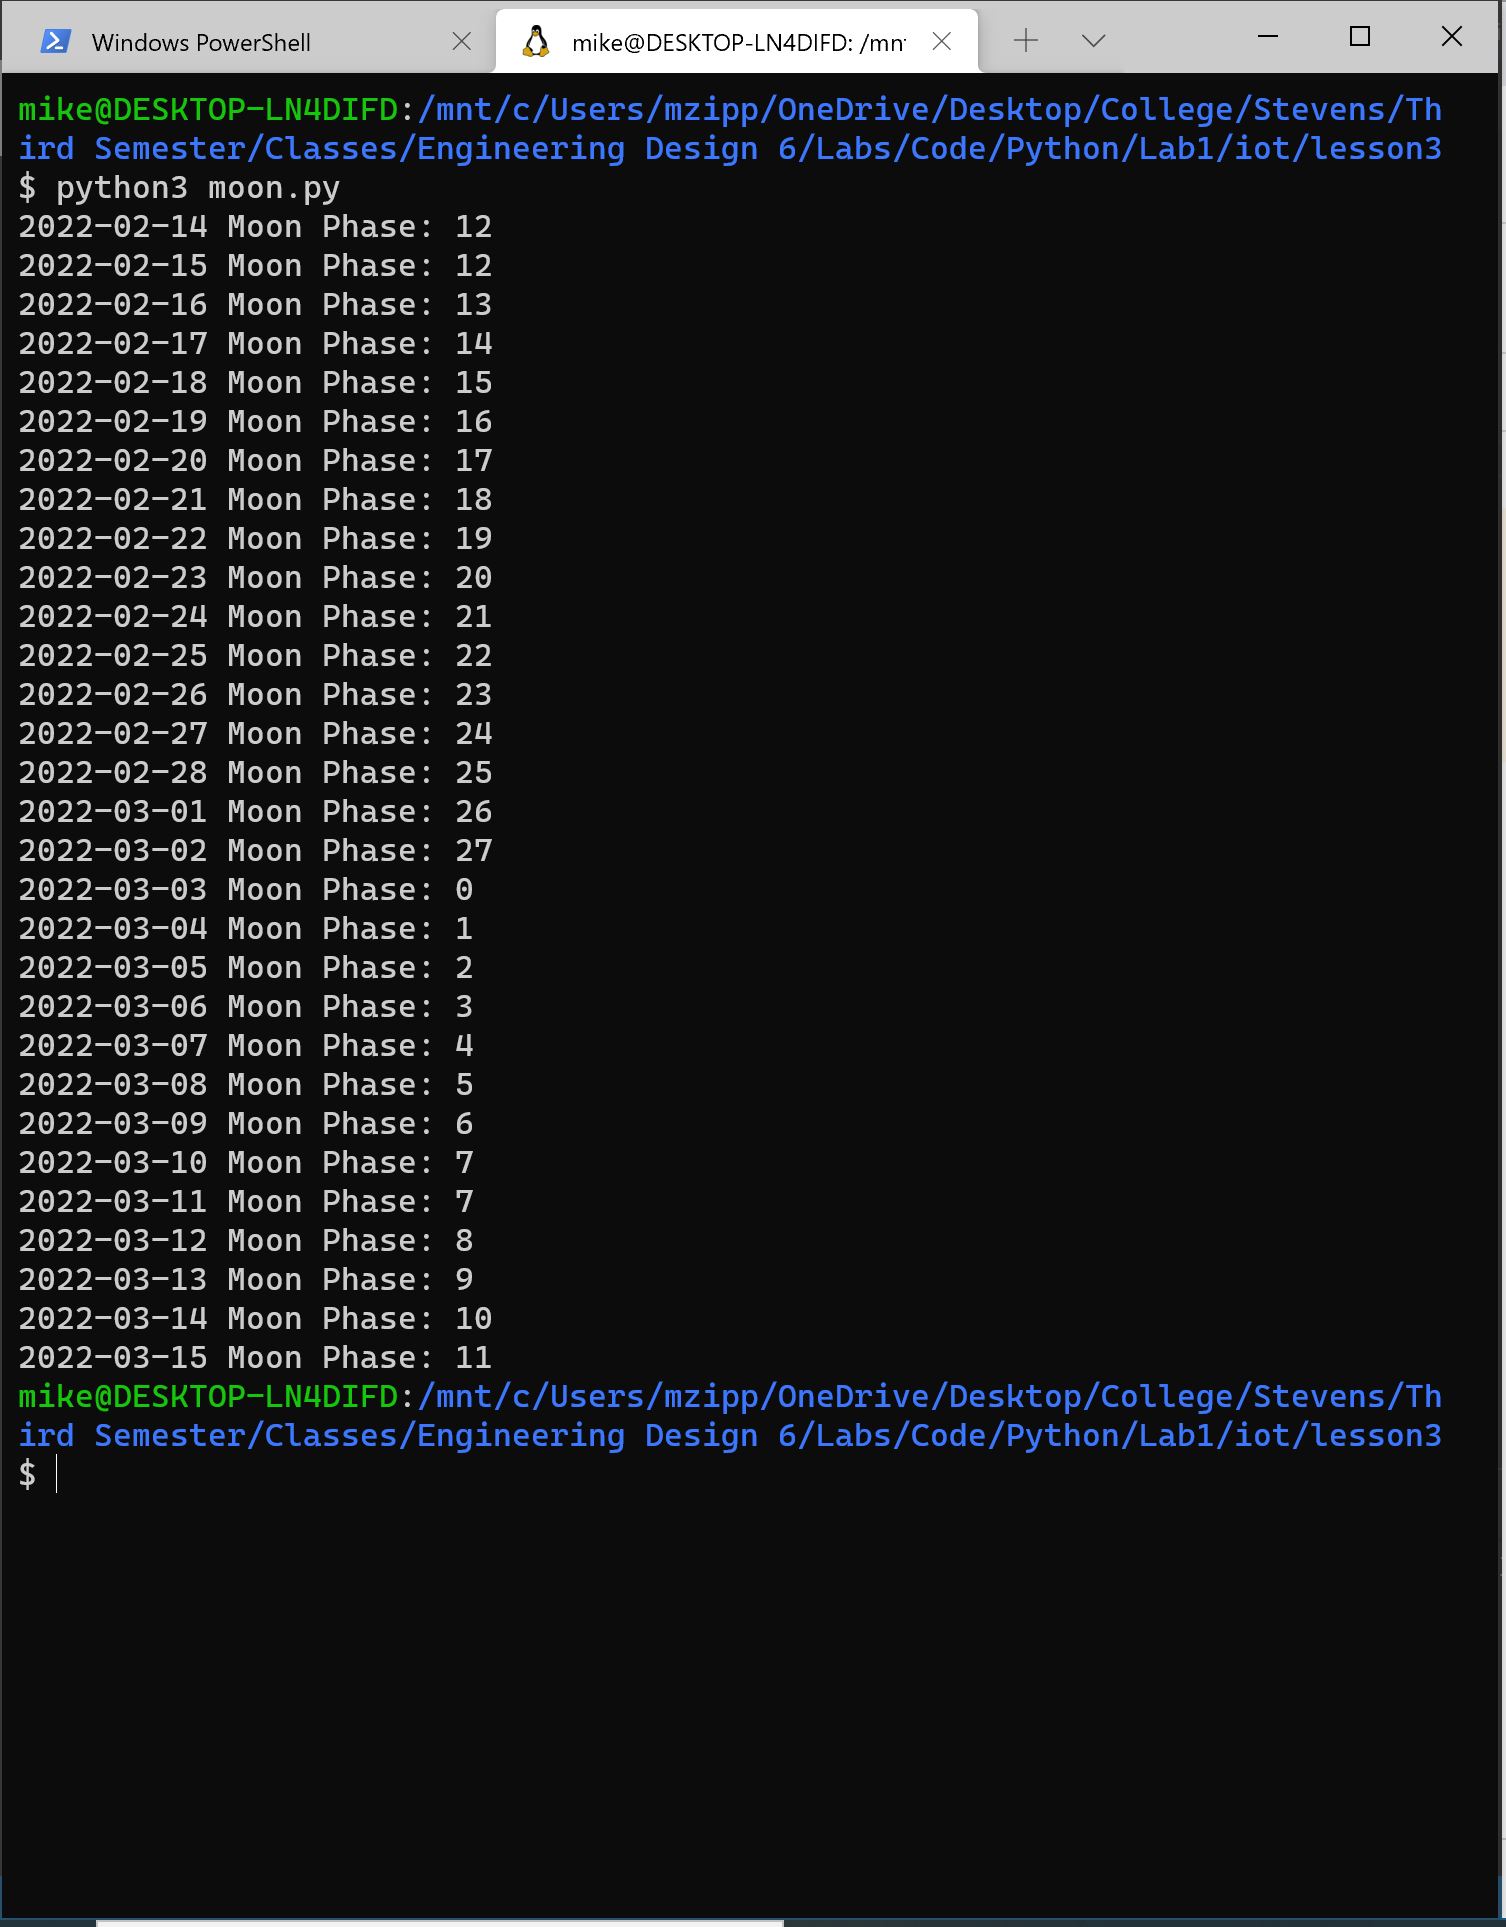 Windows PowerShell
mike@DESKTOP-LN4DIFD: /mn
mike@DESKTOP-LN4DIFD:/mnt/c/Users/mzipp/OneDrive/Desktop/College/Stevens/Th
ird Semester/Classes/Engineering Design 6/Labs/Code/Python/Lab1/iot/lesson3
$ python3 moon.py
2022-02-14 Moon Phase: 12
2022-02-15 Moon Phase: 12
2022-02-16 Moon Phase: 13
2022-02-17 Moon Phase: 14
2022-02-18 Moon Phase: 15
2022-02-19 Moon Phase: 16
2022-02-20 Moon Phase: 17
2022-02-21 Moon Phase: 18
2022-02-22 Moon Phase: 19
2022-02-23 Moon Phase: 20
2022-02-24 Moon Phase: 21
2022-02-25 Moon Phase: 22
2022-02-26 Moon Phase: 23
2022-02-27 Moon Phase: 24
2022-02-28 Moon Phase: 25
2022-03-01 Moon Phase: 26
2022-03-02 Moon Phase: 27
2022-03-03 Moon Phase: 0
2022-03-04 Moon Phase: 1
2022-03-05 Moon Phase: 2
2022-03-06 Moon Phase: 3
2022-03-07 Moon Phase: 4
2022-03-08 Moon Phase: 5
2022-03-09 Moon Phase: 6
2022-03-10 Moon Phase: 7
2022-03-11 Moon Phase: 7
2022-03-12 Moon Phase: 8
2022-03-13 Moon Phase: 9
2022-03-14 Moon Phase: 10
2022-03-15 Moon Phase: 11
mike@DESKTOP-LN4DIFD:/mnt/c/Users/mzipp/OneDrive/Desktop/College/Stevens/Th
ird Semester/Classes/Engineering Design 6/Labs/Code/Python/Lab1/iot/lesson3
$